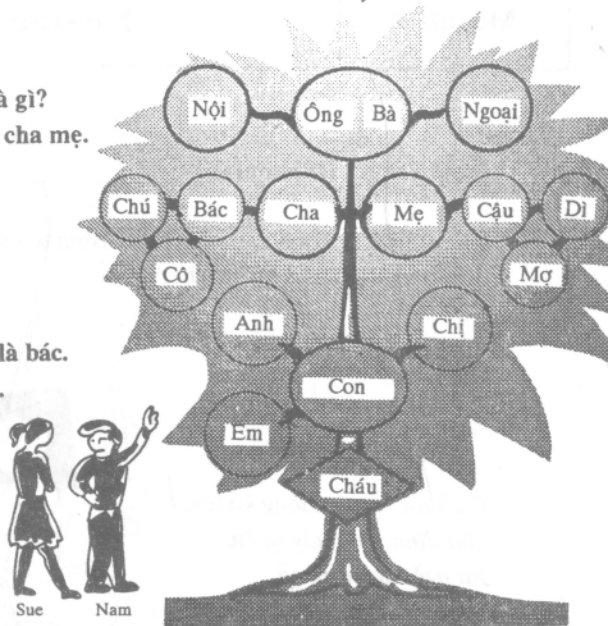 à gì?
cha mẹ.
là bác.
Nội Ông Bà Ngoại
Chú Bác Cha Mẹ Cậu Dì
Cô Mợ
Anh Chị
Con
Em
Cháu
Sue Nam